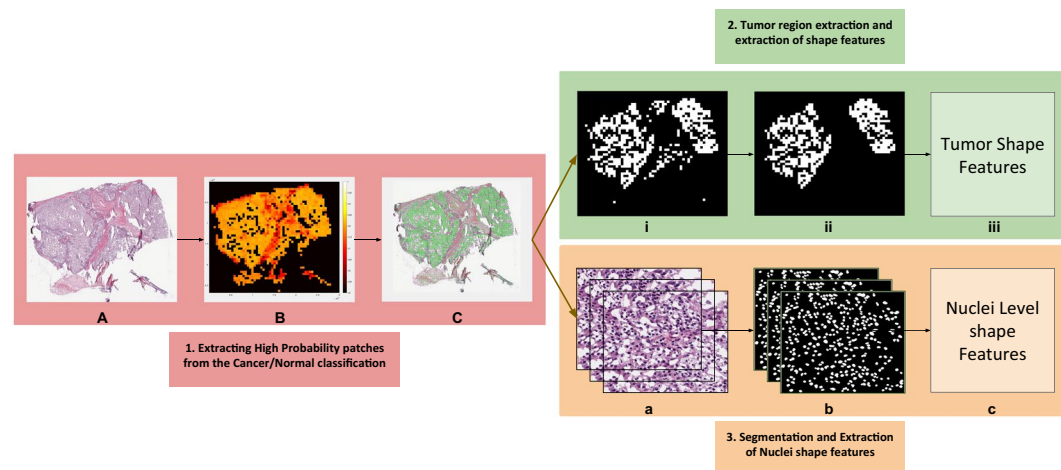 2. Tumor region extraction and
extraction of shape features
Tumor Shape
Features
i
ii
iii
A
B
C
1. Extracting High Probability patches
from the Cancer/Normal classification
Nuclei Level
shape
Features
a
b
c
3. Segmentation and Extraction
of Nuclei shape features